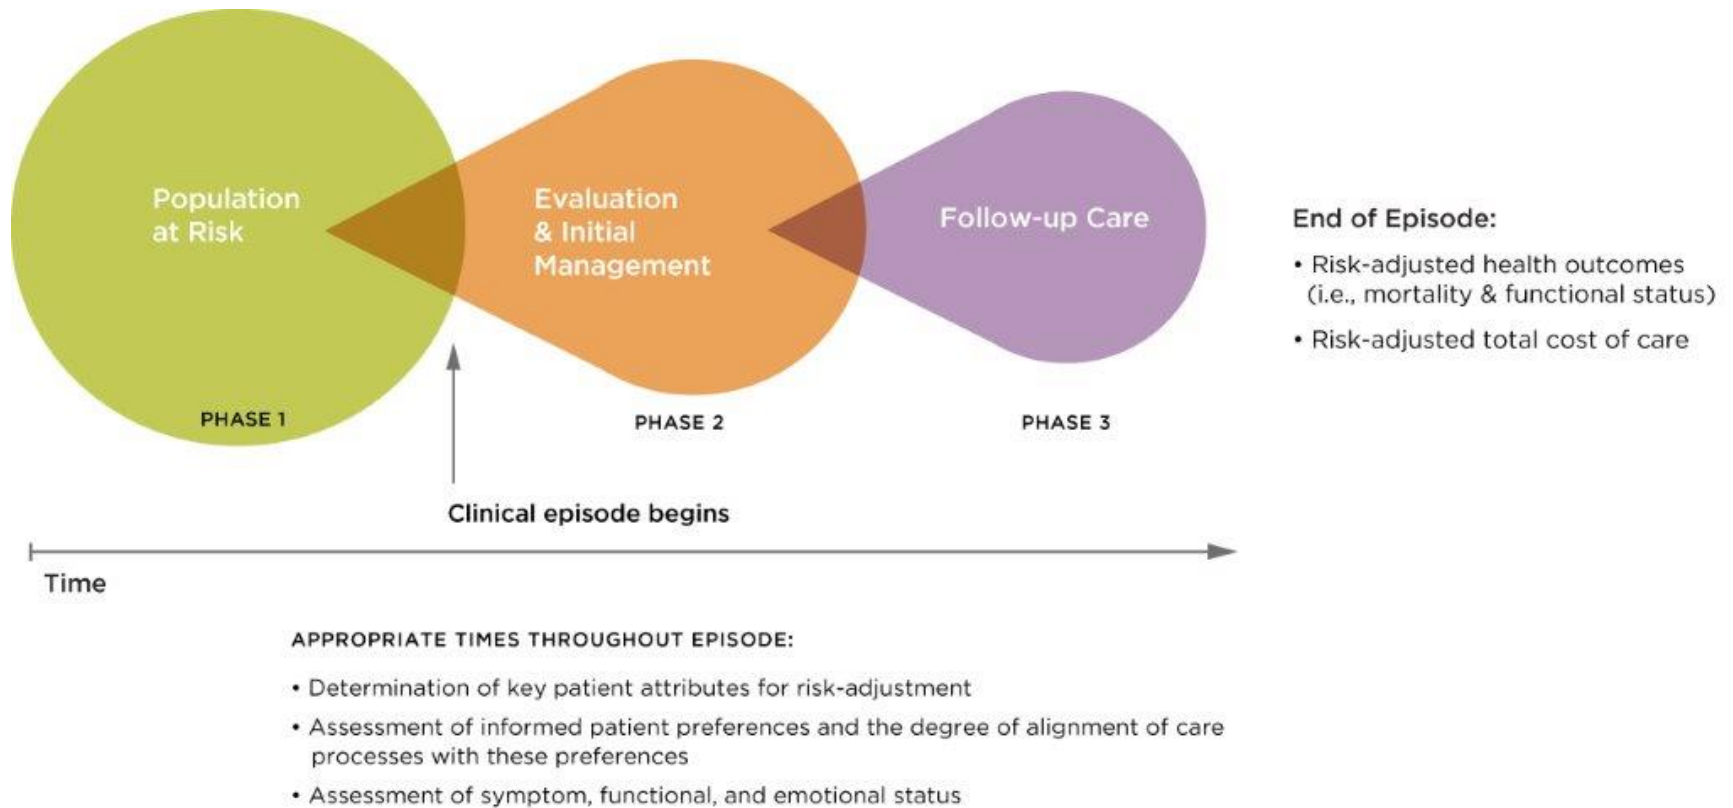 Population
at Risk
Evaluation
& Initial
Management
Follow-up Care
PHASE 1
PHASE 2
PHASE 3
End of Episode:
• Risk-adjusted health outcomes
(i.e., mortality & functional status)
• Risk-adjusted total cost of care
Clinical episode begins
Time
APPROPRIATE TIMES THROUGHOUT EPISODE:
• Determination of key patient attributes for risk-adjustment
• Assessment of informed patient preferences and the degree of alignment of care
processes with these preferences
• Assessment of symptom, functional, and emotional status